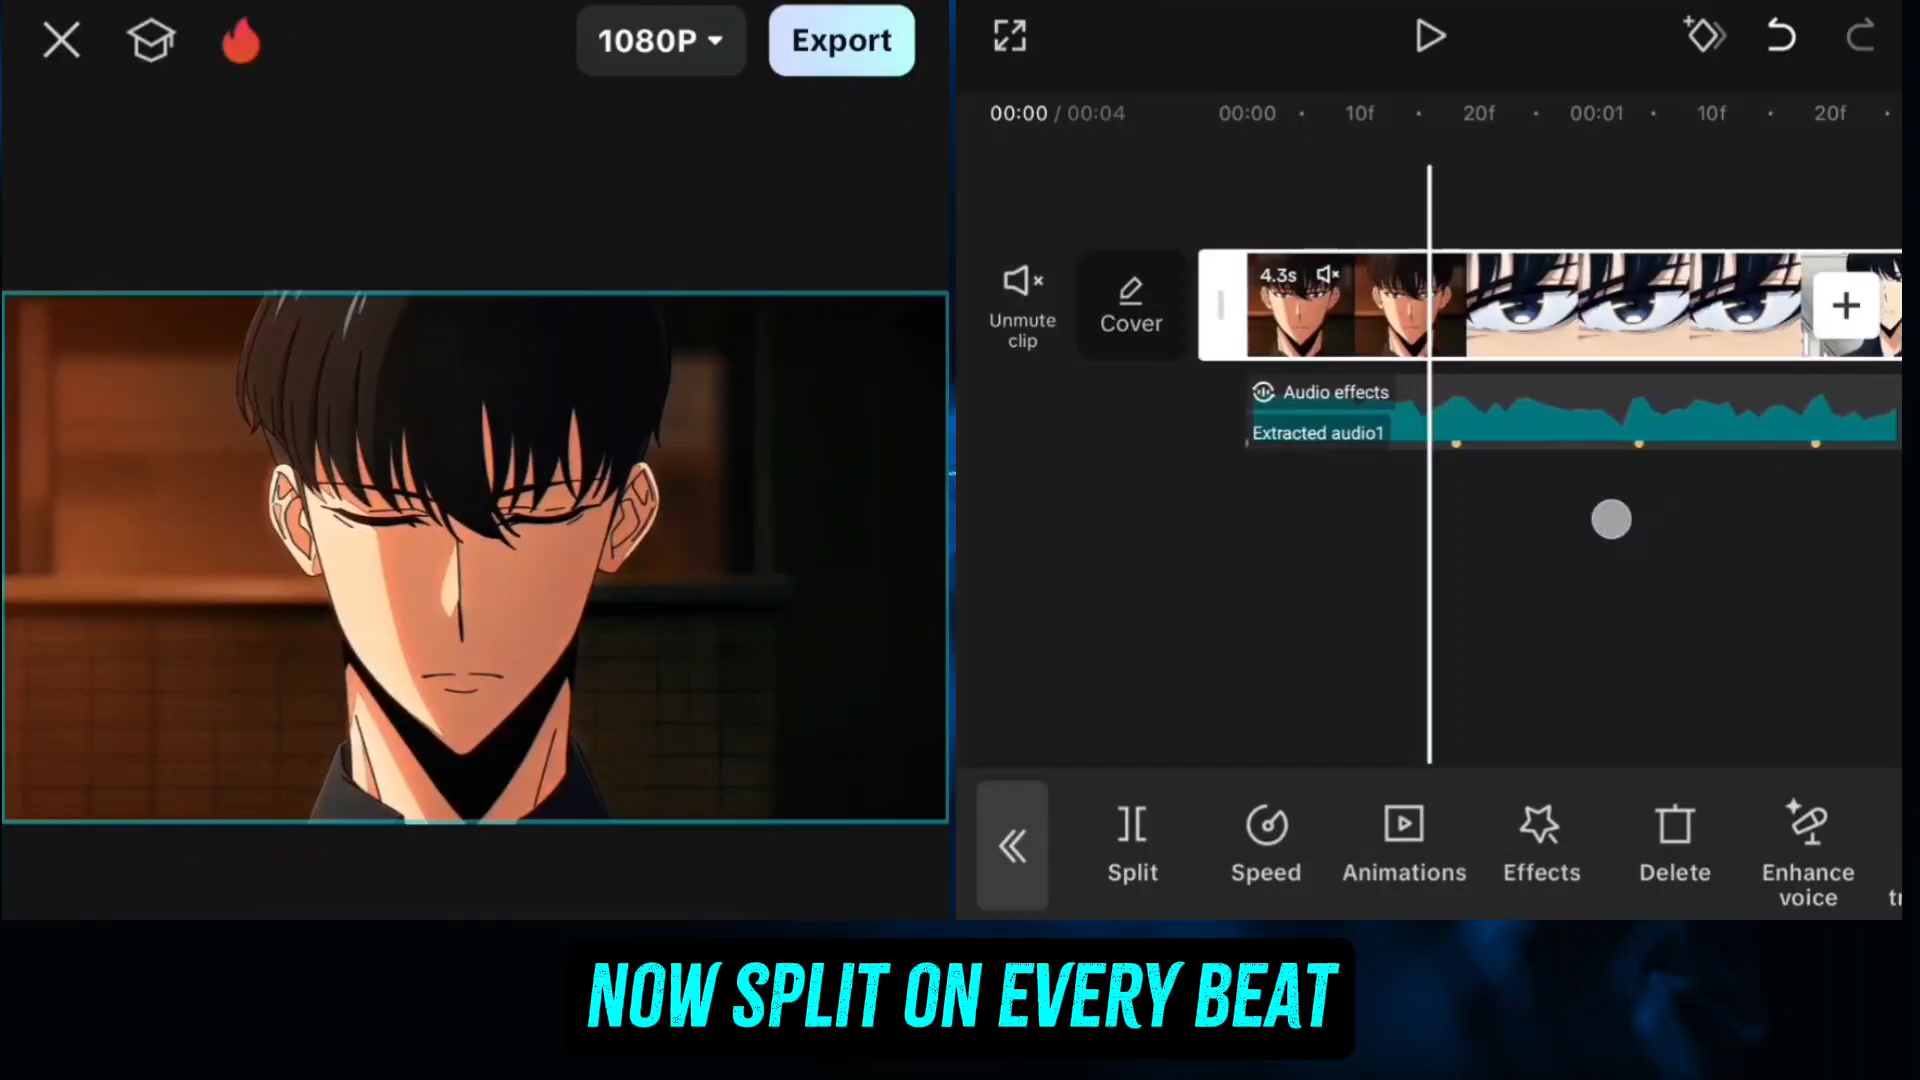 1080P
Export
00:00 / 00:04
00:00
10f
20f
00:01
10f
20f
Unmute
clip
Cover
4.3s
Audio effects
Extracted audio1
Split
Speed
Animations
Effects
Delete
Enhance
voice
NOW SPLIT ON EVERY BEAT